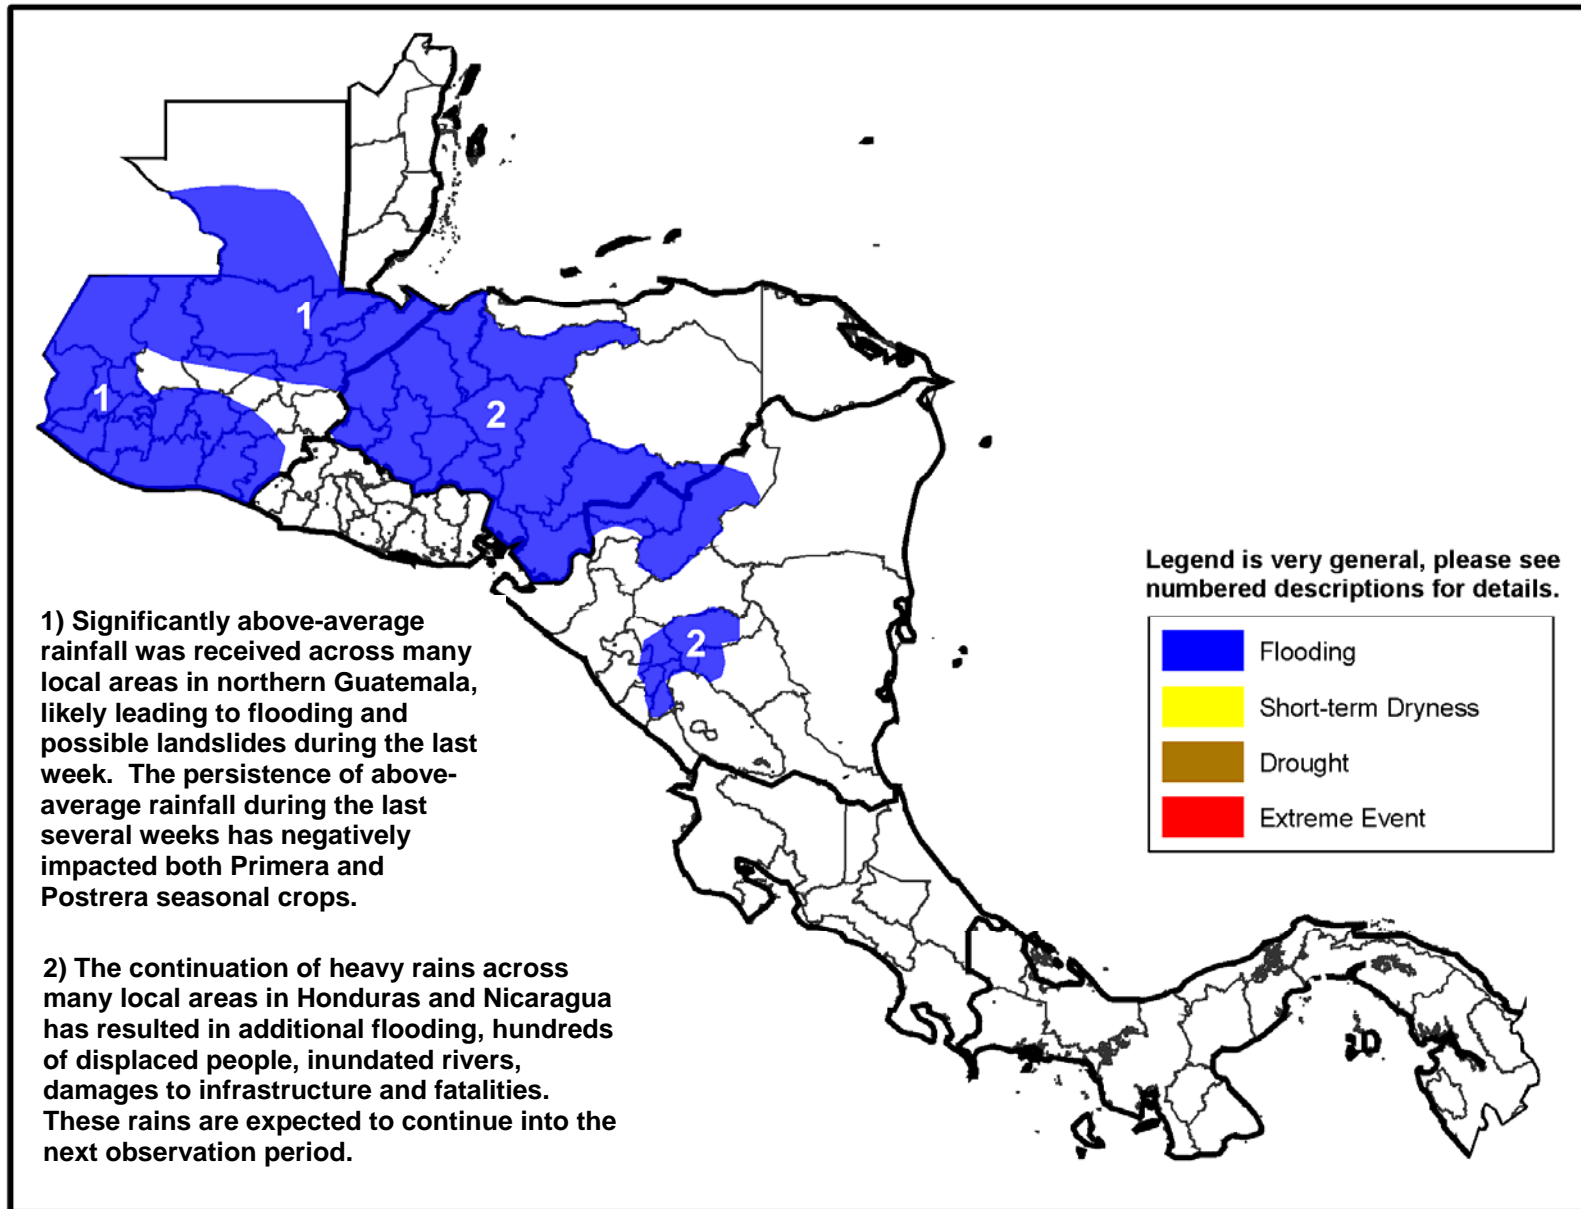 1
1
2
2
1) Significantly above-average
rainfall was received across many
local areas in northern Guatemala,
likely leading to flooding and
possible landslides during the last
week.  The persistence of above-
average rainfall during the last
several weeks has negatively
impacted both Primera and
Postrera seasonal crops.
2) The continuation of heavy rains across
many local areas in Honduras and Nicaragua
has resulted in additional flooding, hundreds
of displaced people, inundated rivers,
damages to infrastructure and fatalities.
These rains are expected to continue into the
next observation period.
Legend is very general, please see
numbered descriptions for details.
Flooding
Short-term Dryness
Drought
Extreme Event